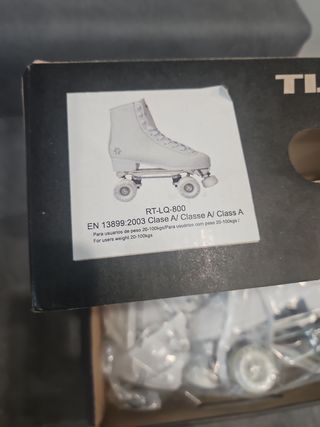 RT-LQ-800
EN 13899:2003 Clase A/ Classe A/ Class A
Para usuarios de peso 20-100kgs/Para usuários com peso 20-100kgs /
For users weight 20-100kgs